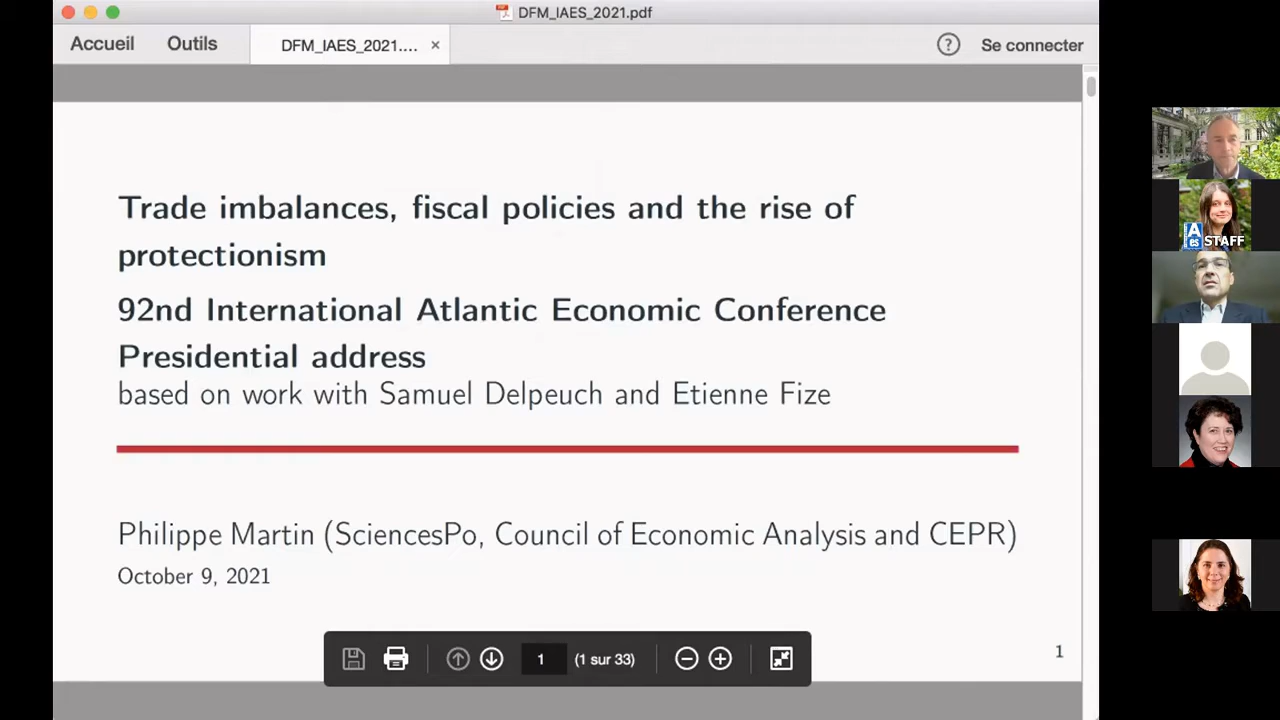 DFM_IAES_2021.pdf
Accueil Outils DFM_IAES_2021.... × ? Se connecter
Trade imbalances, fiscal policies and the rise of
protectionism
92nd International Atlantic Economic Conference
Presidential address
based on work with Samuel Delpeuch and Etienne Fize
Philippe Martin (SciencesPo, Council of Economic Analysis and CEPR)
October 9, 2021
1 (1 sur 33)
1
A
es STAFF